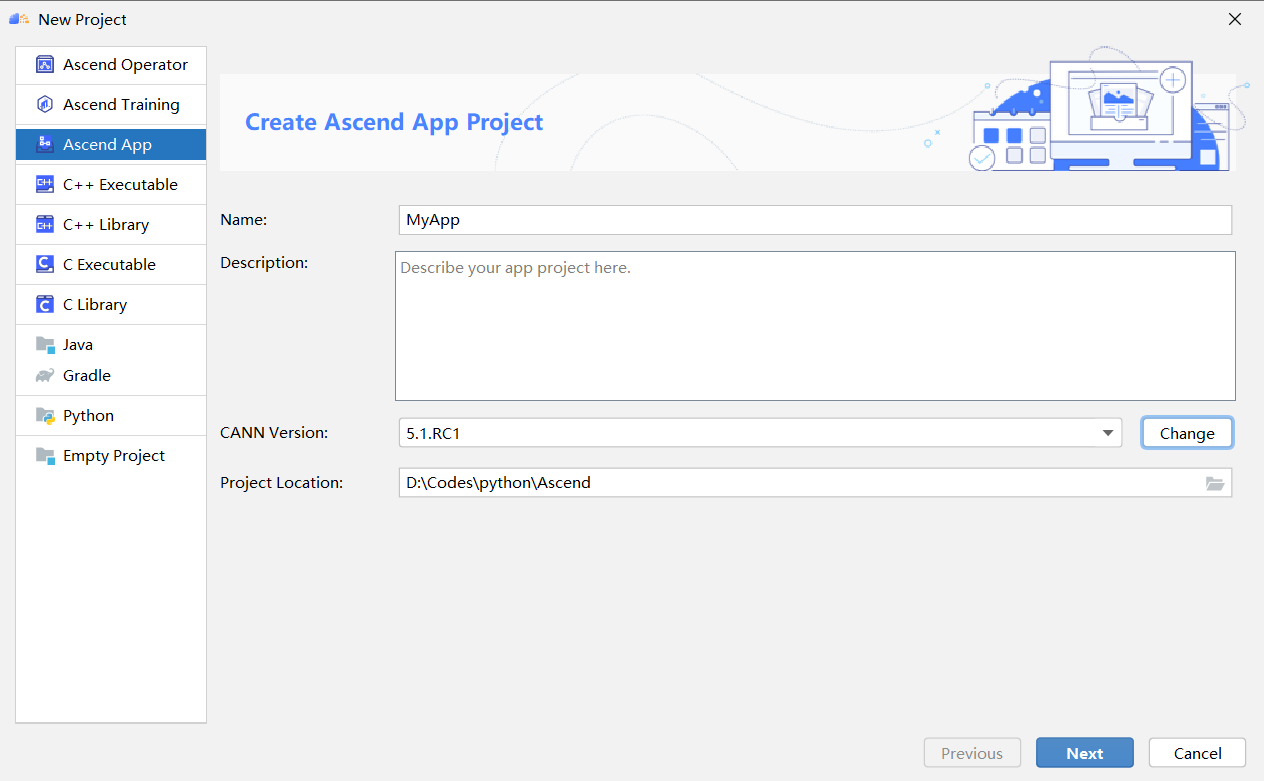 New Project
Ascend Operator
Ascend Training
Ascend App
C++ Executable
C++ Library
C Executable
C Library
Java
Gradle
Python
Empty Project
Create Ascend App Project
Name:
MyApp
Description:
Describe your app project here.
CANN Version:
5.1.RC1
Change
Project Location:
D:\Codes\python\Ascend
Previous
Next
Cancel